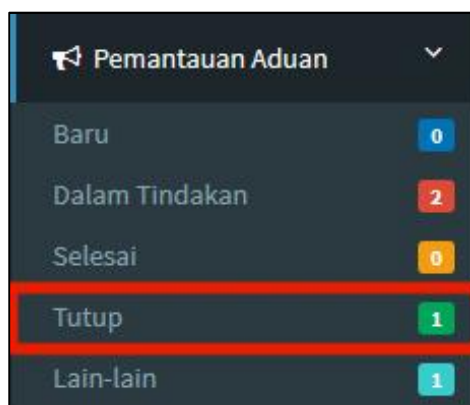 Pemantauan Aduan
Baru 0
Dalam Tindakan 2
Selesai 0
Tutup 1
Lain-lain 1